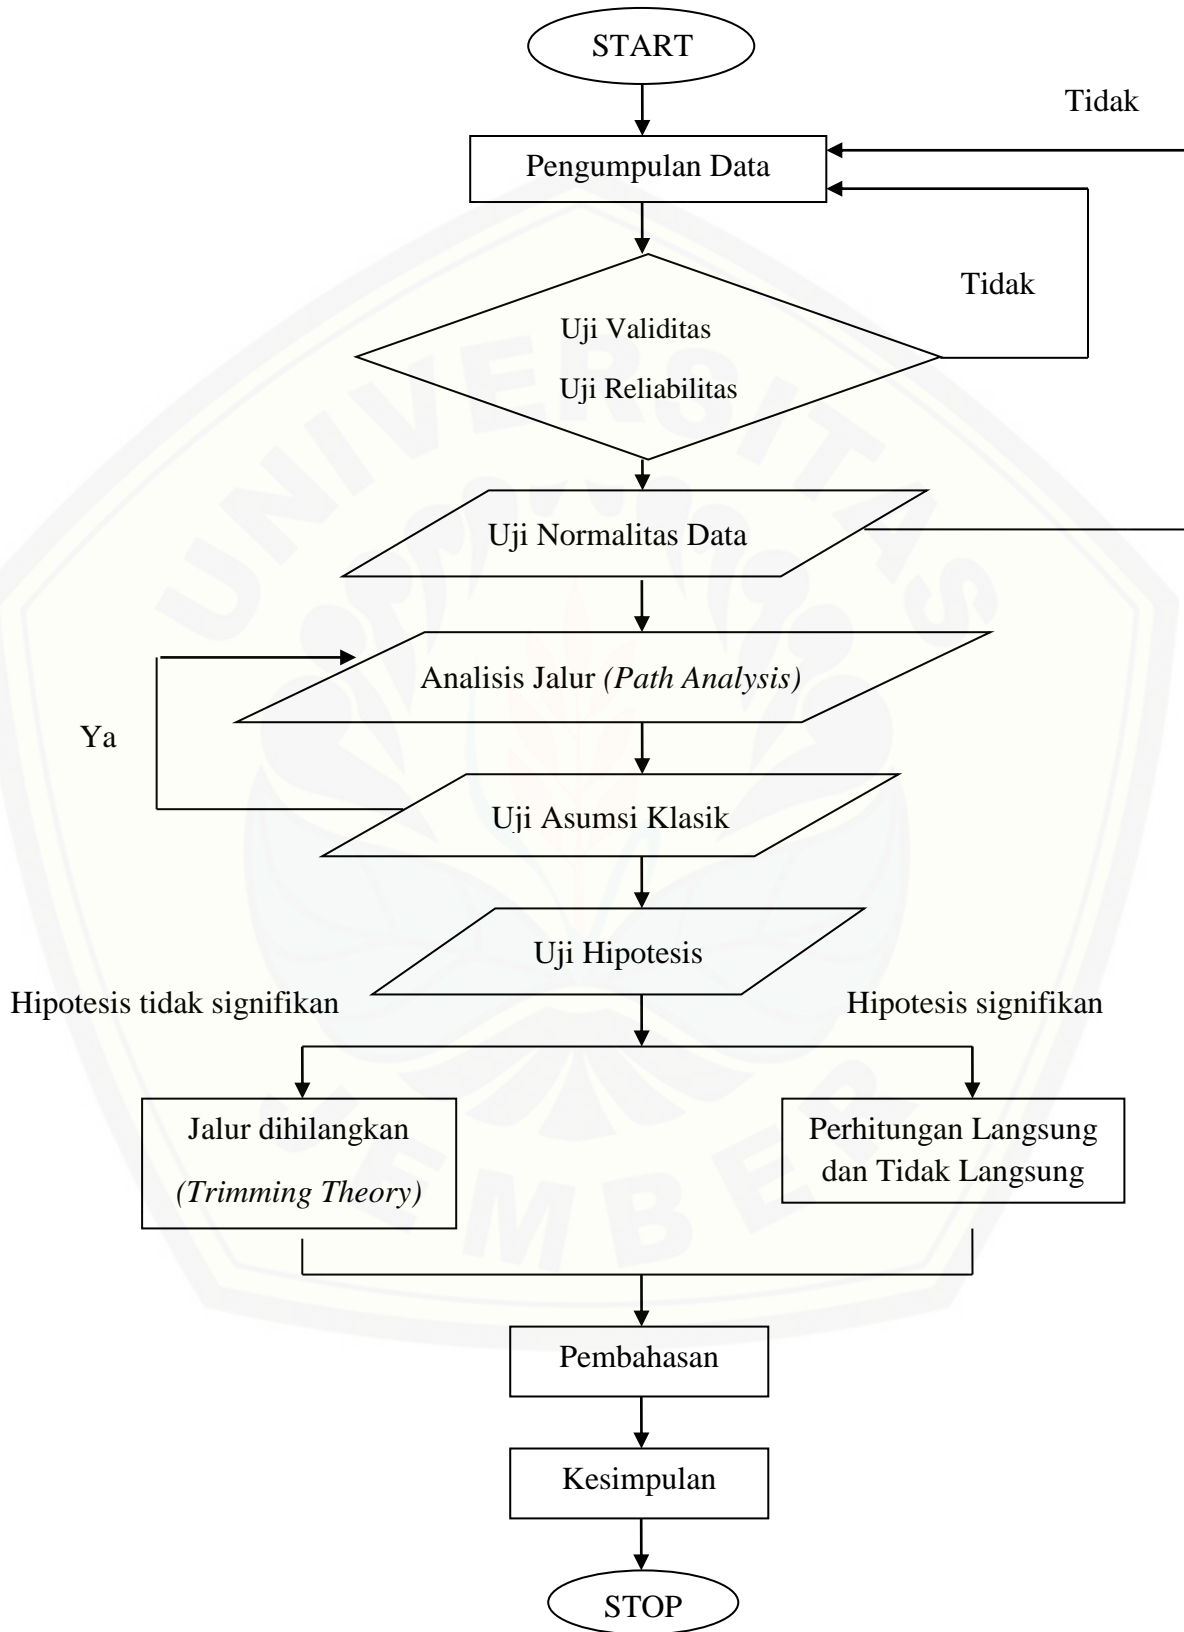 START
Tidak
Pengumpulan Data
Tidak
Uji Validitas
Uji Reliabilitas
Uji Normalitas Data
Analisis Jalur (Path Analysis)
Ya
Uji Asumsi Klasik
Uji Hipotesis
Hipotesis tidak signifikan
Hipotesis signifikan
Jalur dihilangkan
(Trimming Theory)
Perhitungan Langsung
dan Tidak Langsung
Pembahasan
Kesimpulan
STOP
UNIVERSITAS
JEMBER